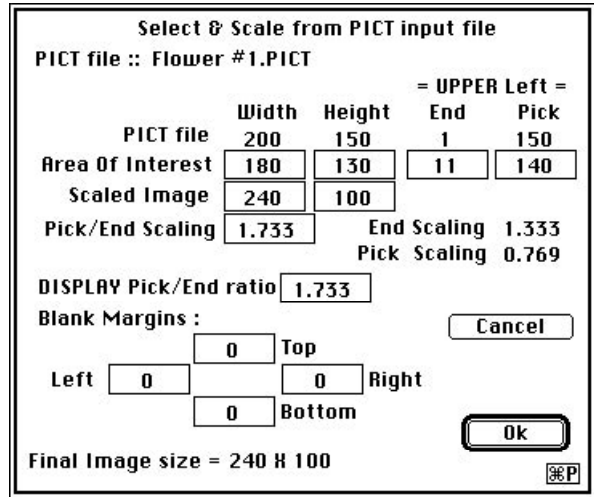 Select & Scale from PICT input file
PICT file :: Flower #1.PICT
= UPPER Left =
Width Height End Pick
PICT file 200 150 1 150
Area Of Interest 180 130 11 140
Scaled Image 240 100
Pick/End Scaling 1.733 End Scaling 1.333
Pick Scaling 0.769
DISPLAY Pick/End ratio 1.733
Blank Margins :
Cancel
0 Top
Left 0 0 Right
0 Bottom
Ok
Final Image size = 240 X 100
⌘P